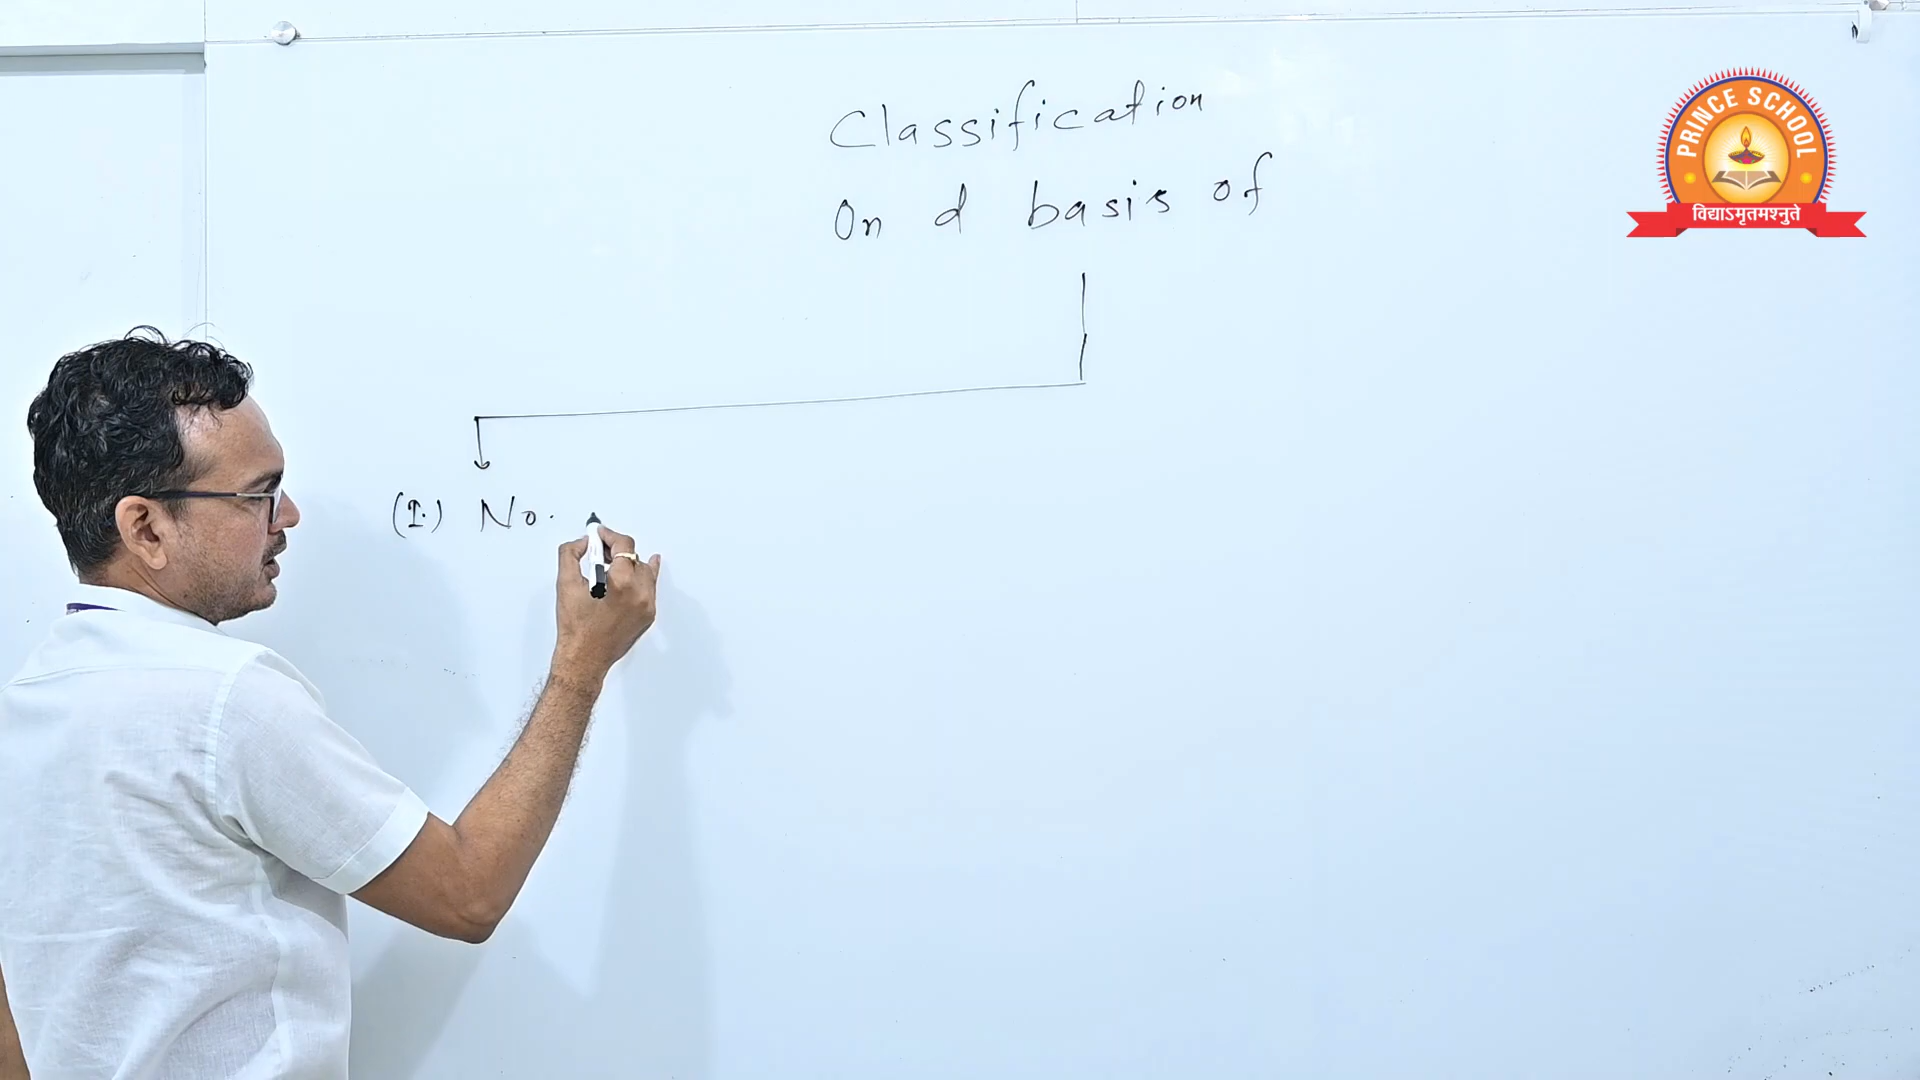 Classification
On d basis of
(I.) No.
PRINCE SCHOOL
विद्याऽमृतमश्नुते